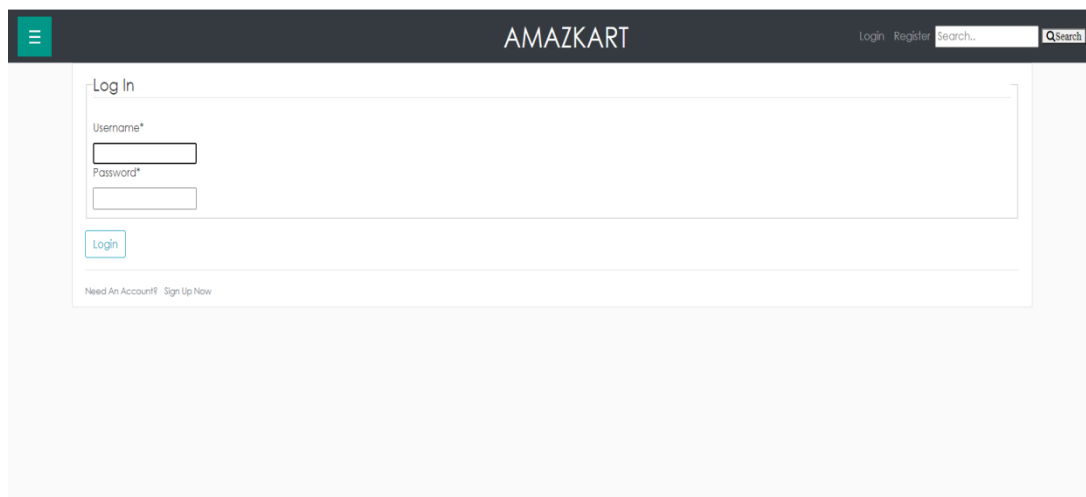 AMAZKART
Login Register Search.. Search
Log In
Username*
Password*
Login
Need An Account? Sign Up Now